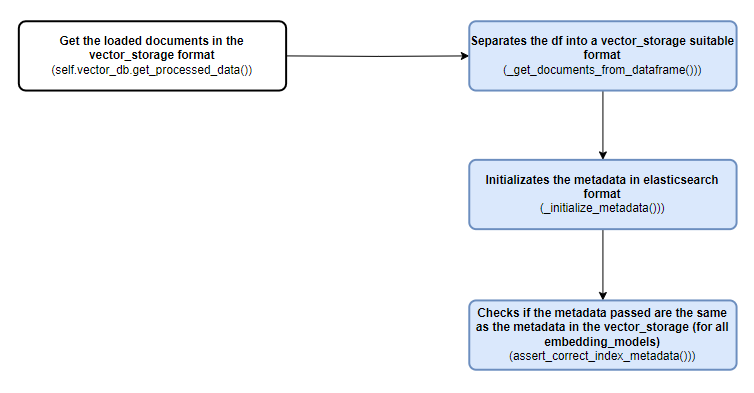 Get the loaded documents in the
vector_storage format
(self.vector_db.get_processed_data())
Separates the df into a vector_storage suitable
format
(_get_documents_from_dataframe()))
Initializates the metadata in elasticsearch
format
(_initialize_metadata()))
Checks if the metadata passed are the same
as the metadata in the vector_storage (for all
embedding_models)
(assert_correct_index_metadata()))